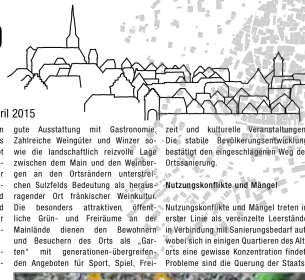 ril 2015
gute Ausstattung mit Gastronomie.
Zahlreiche Weingüter und Winzer so-
wie die landschaftlich reizvolle Lage
zwischen dem Main und den Weinber-
gen an den Ortsrändern unterstrei-
chen Sulzfelds Bedeutung als heraus-
ragender Ort fränkischer Weinkultur.
Die besonders attraktiven, öffent-
liche Grün- und Freiräume an der
Mainlände dienen den Bewohnern
und Besuchern des Orts als „Gar-
ten" mit generationen-übergreifen-
den Angeboten für Sport, Spiel, Frei-
zeit und kulturelle Veranstaltungen.
Die stabile Bevölkerungsentwicklung
bestätigt den eingeschlagenen Weg de
Ortssanierung.
Nutzungskonflikte und Mängel
Nutzungskonflikte und Mängel treten i
erster Linie als vereinzelte Leerständ
in Verbindung mit Sanierungsbedarf auf
wobei sich in einigen Quartieren des Alt
orts eine gewisse Konzentration findet
Probleme sind die Querung der Staats